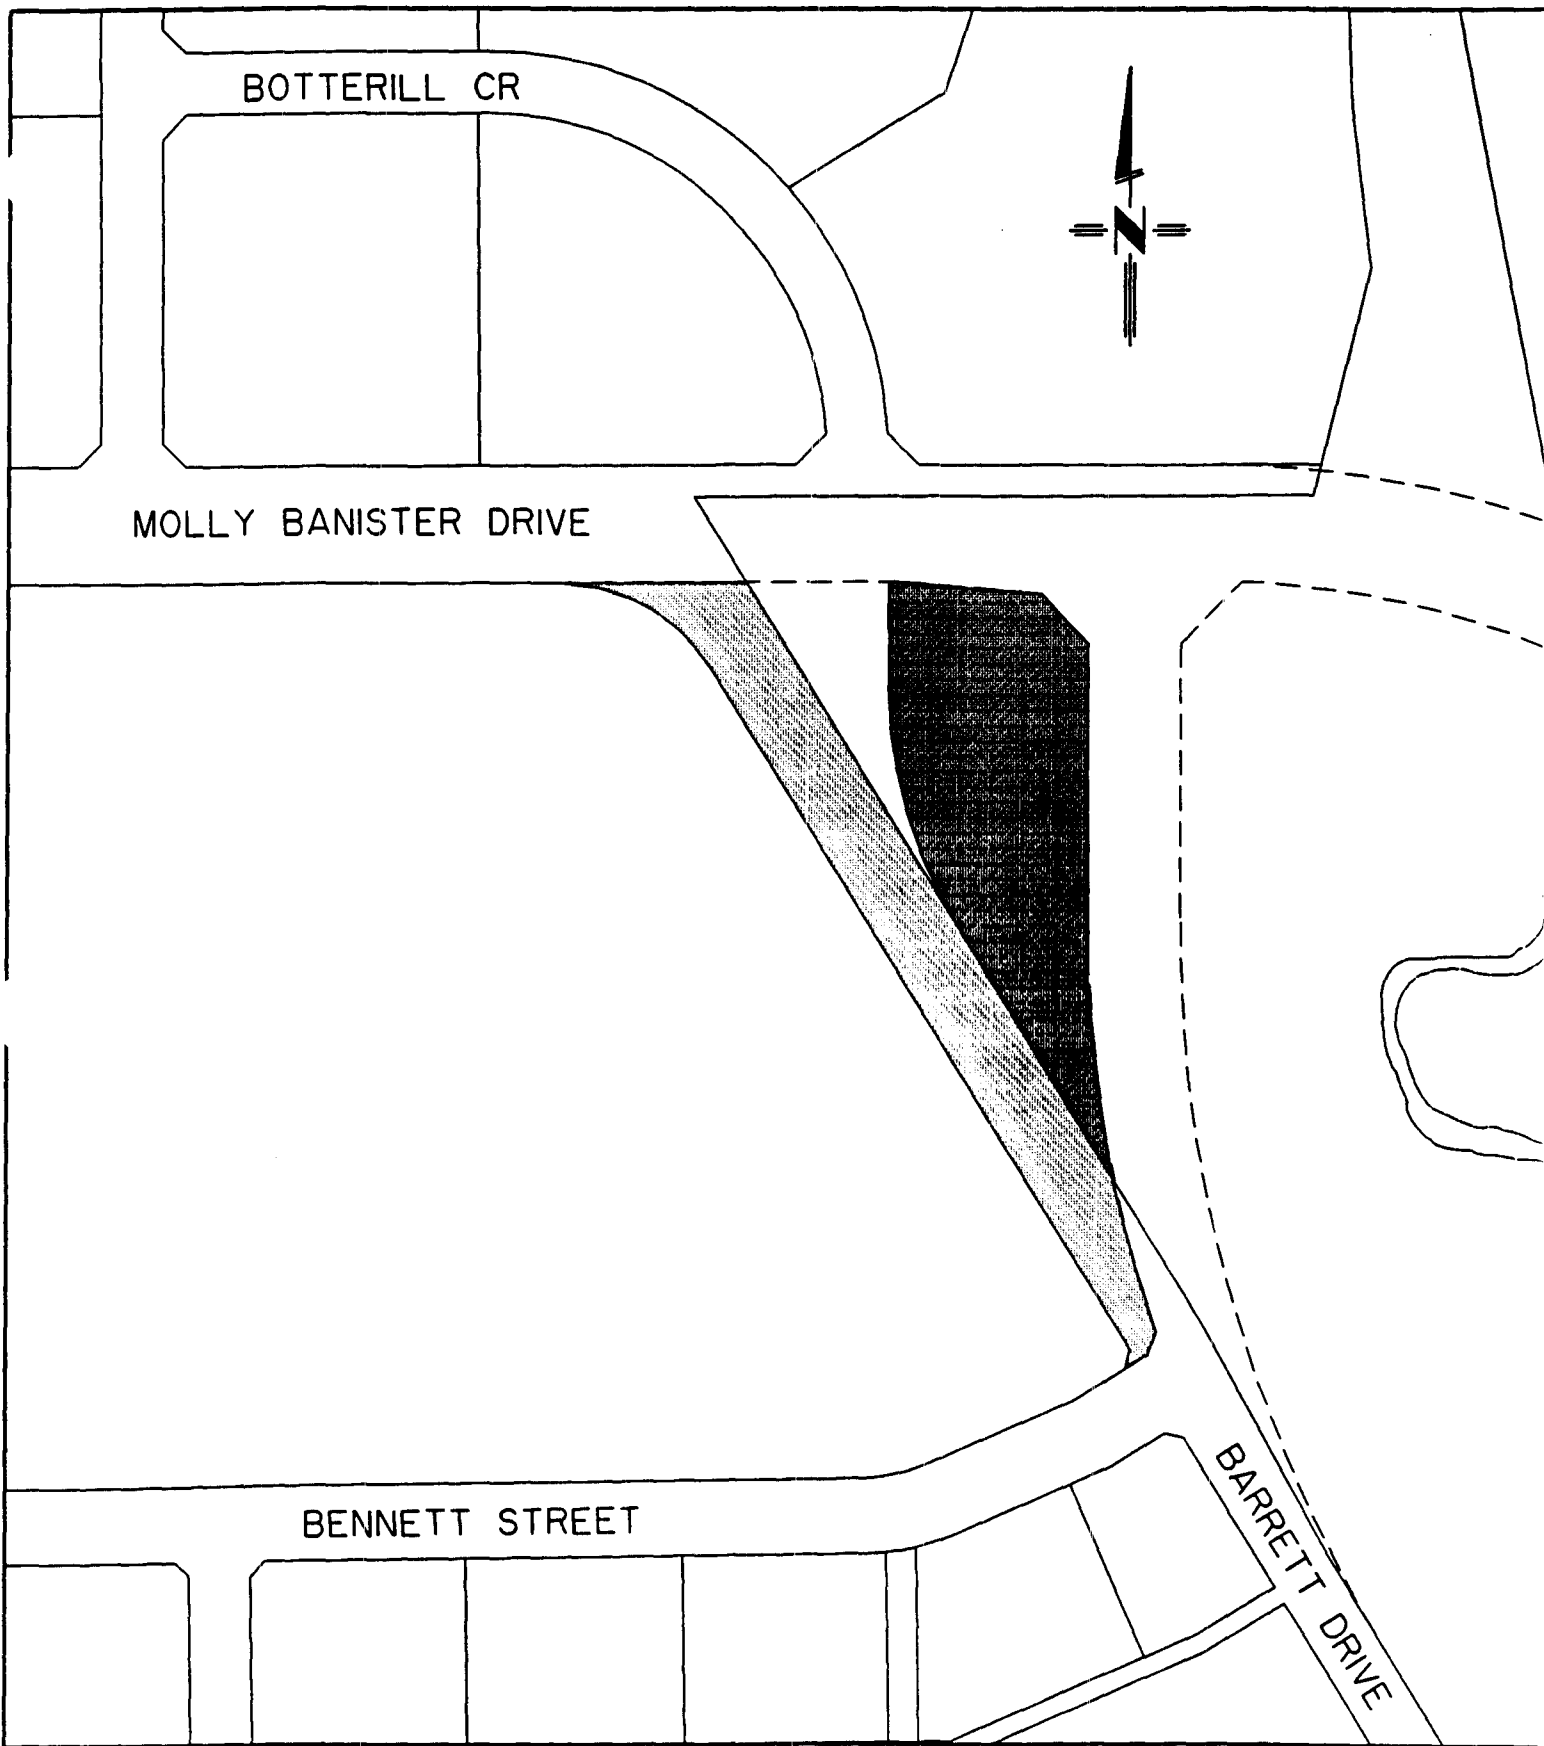 BOTTERILL CR
N
MOLLY BANISTER DRIVE
BENNETT STREET
BARRETT DRIVE